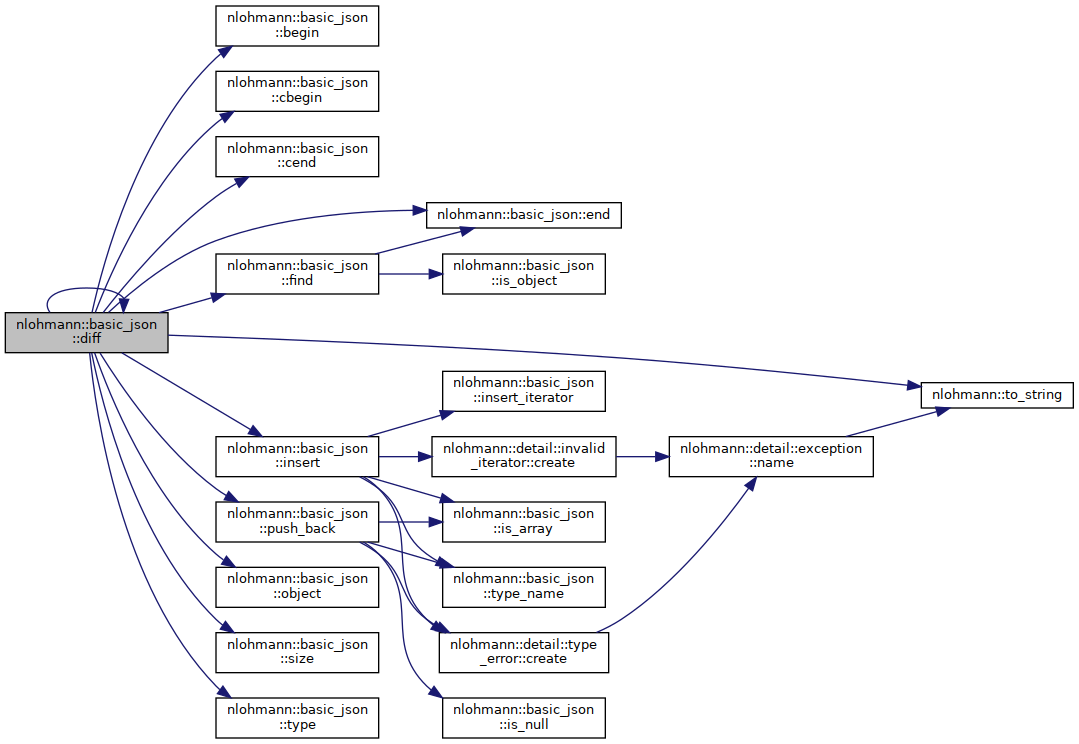 nlohmann::basic_json
::begin
nlohmann::basic_json
::cbegin
nlohmann::basic_json
::cend
nlohmann::basic_json::end
nlohmann::basic_json
::find
nlohmann::basic_json
::is_object
nlohmann::basic_json
::diff
nlohmann::basic_json
::insert_iterator
nlohmann::to_string
nlohmann::basic_json
::insert
nlohmann::detail::invalid
_iterator::create
nlohmann::detail::exception
::name
nlohmann::basic_json
::push_back
nlohmann::basic_json
::is_array
nlohmann::basic_json
::object
nlohmann::basic_json
::type_name
nlohmann::basic_json
::size
nlohmann::detail::type
_error::create
nlohmann::basic_json
::type
nlohmann::basic_json
::is_null